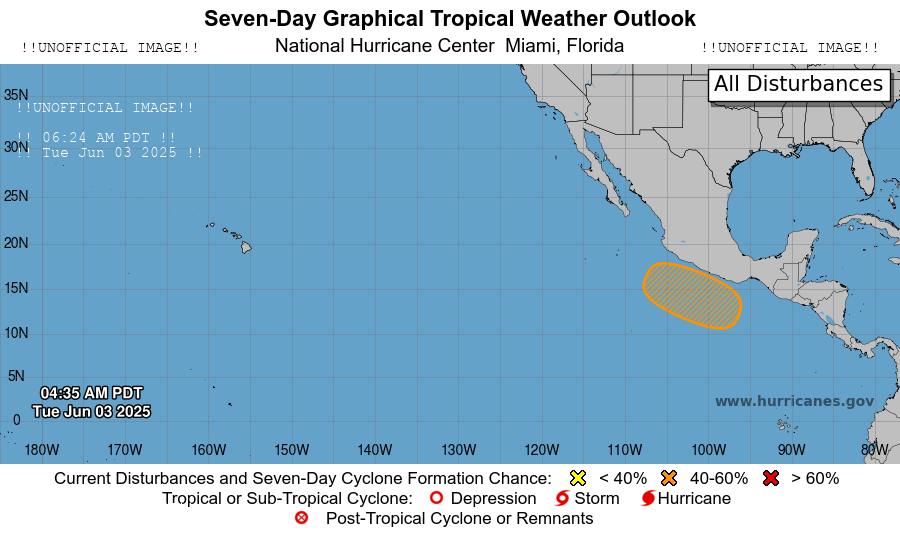 Seven-Day Graphical Tropical Weather Outlook
!!UNOFFICIAL IMAGE!! National Hurricane Center Miami, Florida !!UNOFFICIAL IMAGE!!
All Disturbances
35N
!!UNOFFICIAL IMAGE!!
!! 06:24 AM PDT !!
30N
!! Tue Jun 03 2025 !!
25N
20N
15N
10N
5N
04:35 AM PDT
www.hurricanes.gov
Tue Jun 03 2025
0
180W 170W 160W 150W 140W 130W 120W 110W 100W 90W 80W
Current Disturbances and Seven-Day Cyclone Formation Chance: < 40% 40-60% > 60%
Tropical or Sub-Tropical Cyclone: Depression Storm Hurricane
Post-Tropical Cyclone or Remnants